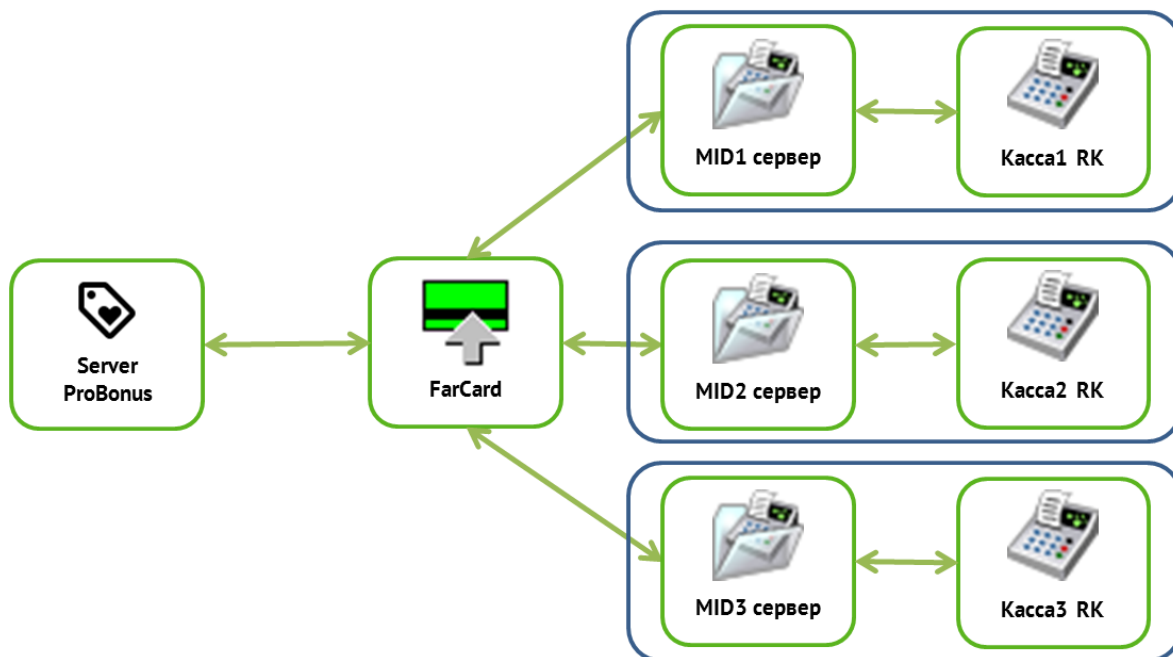 MID1 сервер
Касса1 RK
Server
ProBonus
FarCard
MID2 сервер
Касса2 RK
MID3 сервер
Касса3 RK